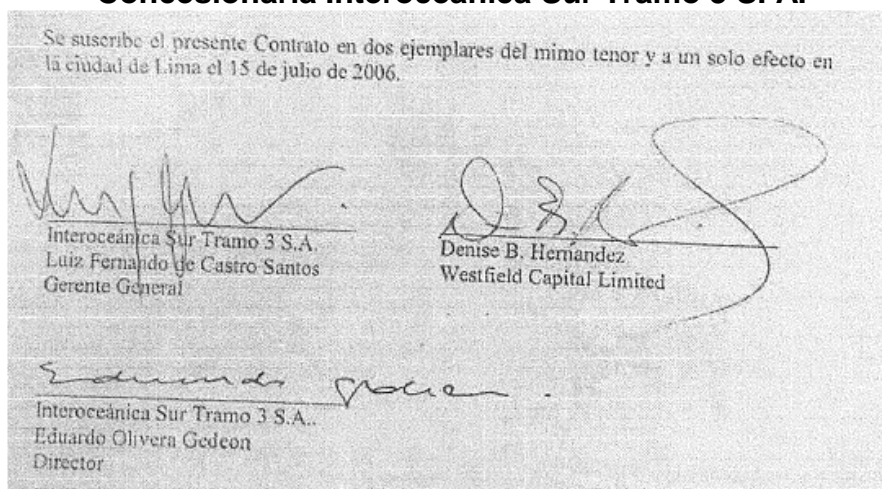 Concesionaria Interoceánica Sur Tramo 3 S. A.
Se suscribe el presente Contrato en dos ejemplares del mimo tenor y a un solo efecto en
la ciudad de Lima el 15 de julio de 2006.
Interoceánica Sur Tramo 3 S.A.
Luiz Fernando de Castro Santos
Gerente General
Denise B. Hernandez
Westfield Capital Limited
Interoceánica Sur Tramo 3 S.A..
Eduardo Olivera Gedeon
Director